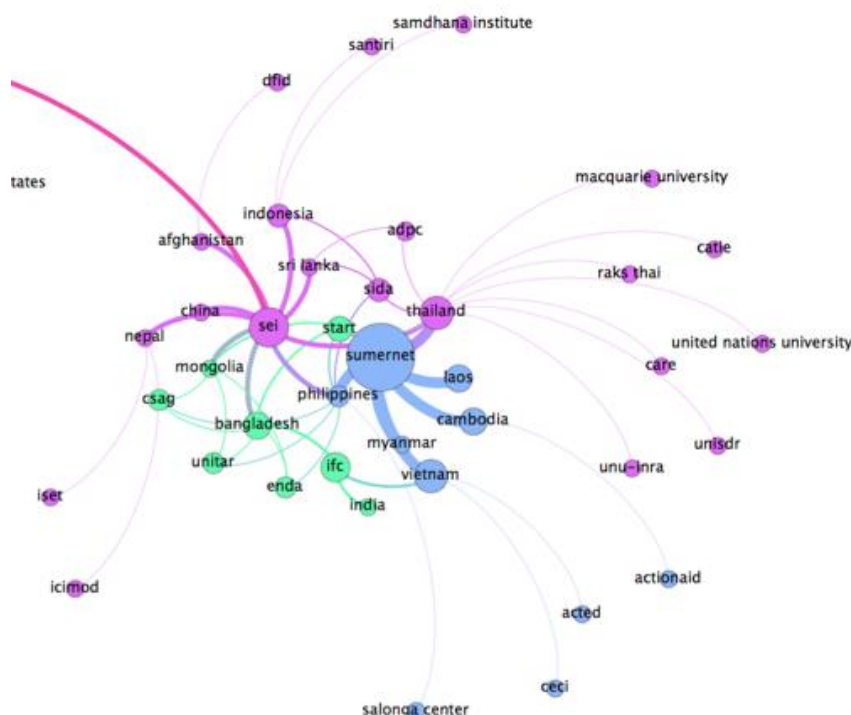 samdhana institute
santiri
dfid
macquarie university
tates
indonesia
adpc
afghanistan
catie
sri lanka
raks thai
sida
thailand
china
sei
start
nepal
united nations university
sumernet
mongolia
care
laos
csag
philippines
bangladesh
cambodia
myanmar
unisdr
unitar
ifc
vietnam
unu-inra
enda
iset
india
icimod
actionaid
acted
ceci
salonga center